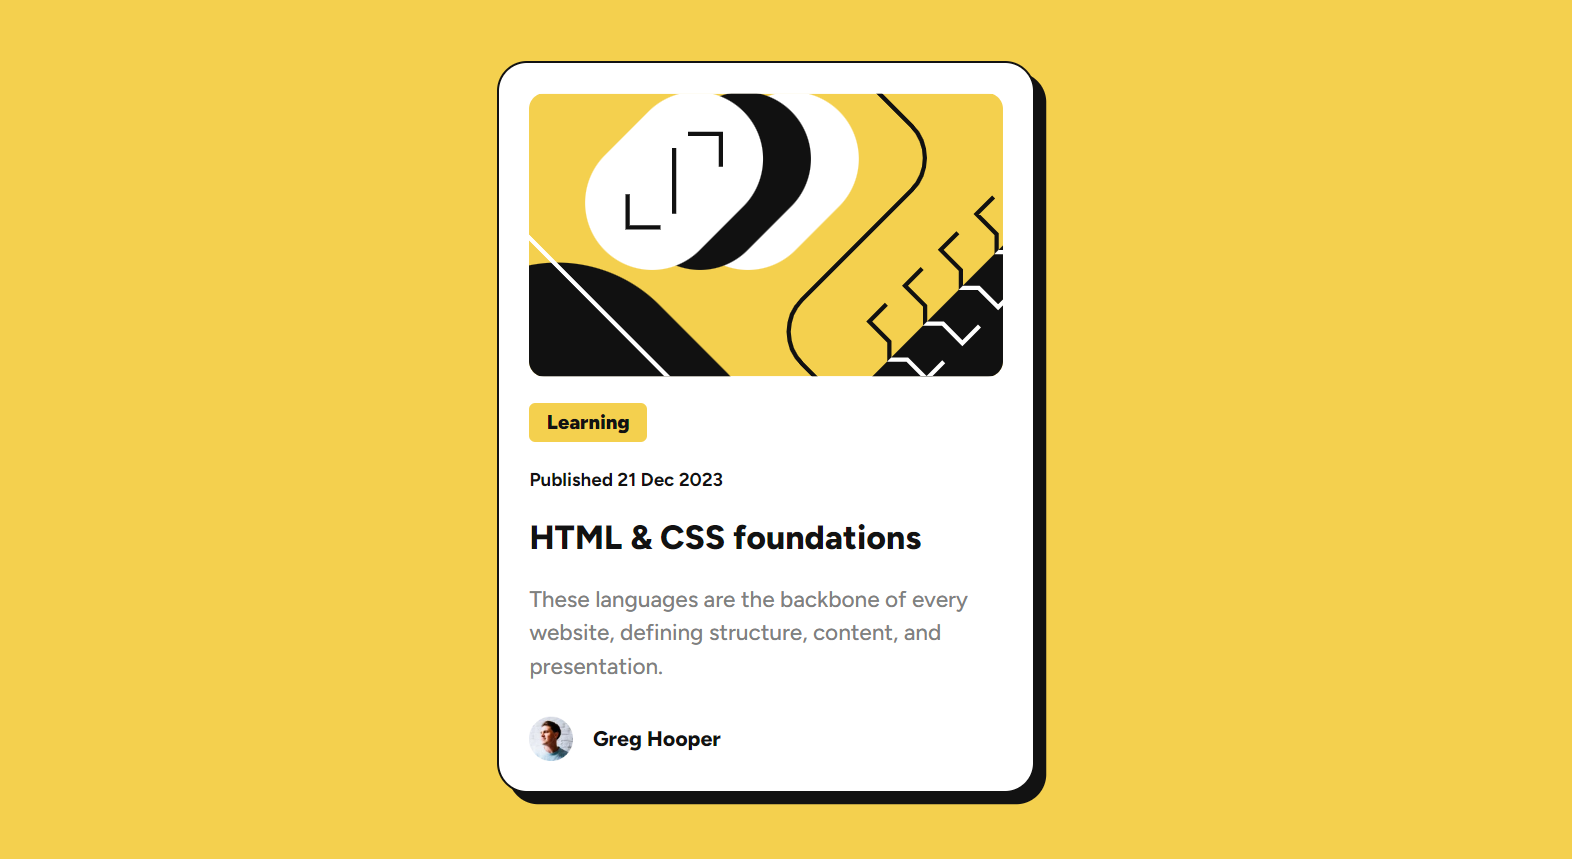 Learning
Published 21 Dec 2023
HTML & CSS foundations
These languages are the backbone of every
website, defining structure, content, and
presentation.
Greg Hooper